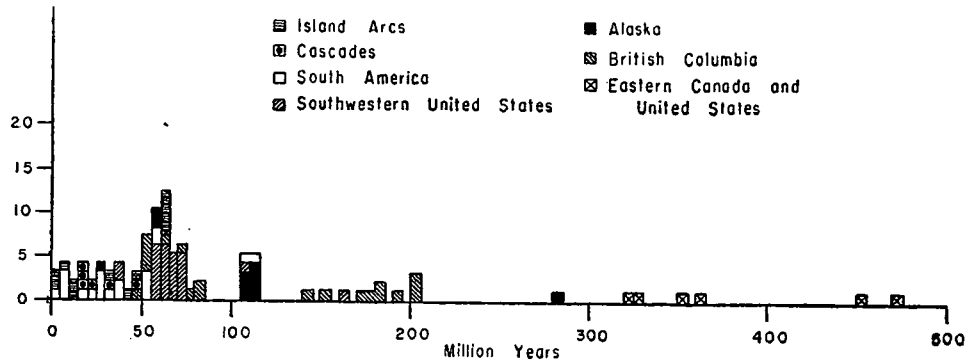 Island Arcs
Cascades
South America
Southwestern United States
Alaska
British Columbia
Eastern Canada and
United States
20
15
10
5
0
0 50 100 200 300 400 500
Million Years